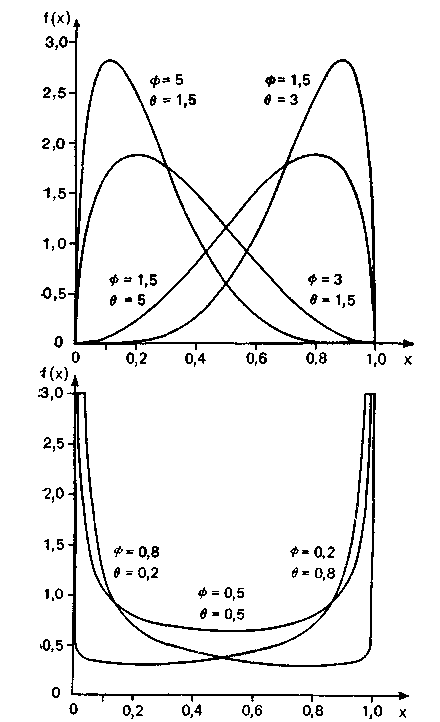 f(x)
3,0
ϕ = 5
ϕ = 1,5
2,5
θ = 1,5
θ = 3
2,0
1,5
1,0
ϕ = 1,5
ϕ = 3
0,5
θ = 5
θ = 1,5
0
0
0,2
0,4
0,6
0,8
1,0
x
f(x)
3,0
2,5
2,0
1,5
ϕ = 0,8
ϕ = 0,2
θ = 0,2
θ = 0,8
1,0
ϕ = 0,5
θ = 0,5
0,5
0
0
0,2
0,4
0,6
0,8
1,0
x